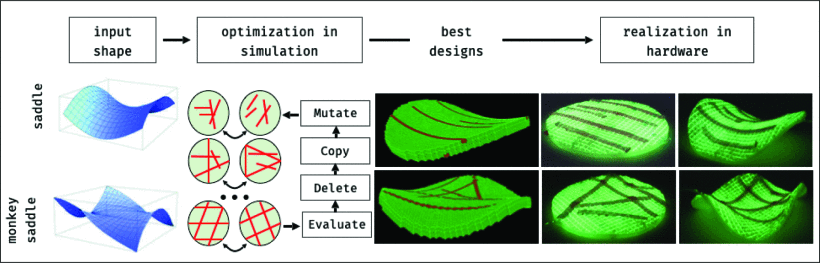 input
shape
optimization in
simulation
best
designs
realization in
hardware
saddle
monkey
saddle
Mutate
Copy
Delete
Evaluate